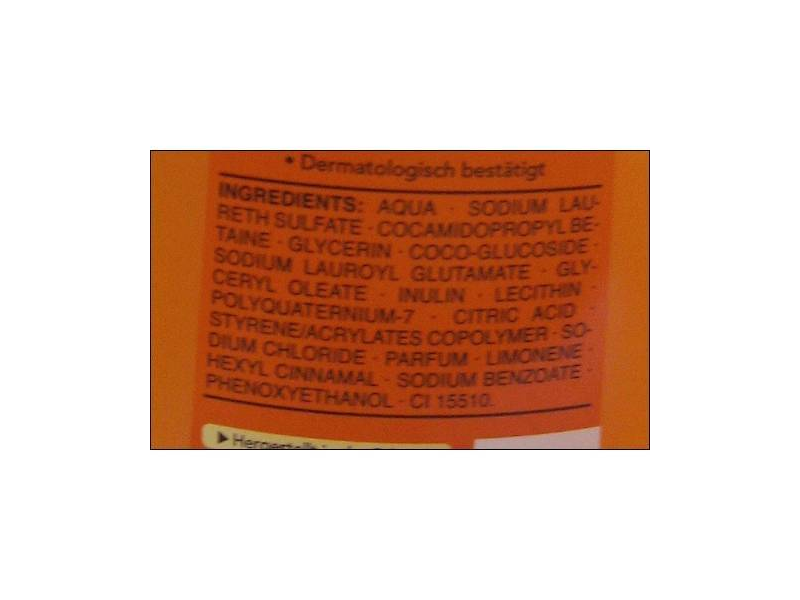 • Dermatologisch bestätigt
INGREDIENTS: AQUA · SODIUM LAU-
RETH SULFATE · COCAMIDOPROPYL BE-
TAINE · GLYCERIN · COCO-GLUCOSIDE ·
SODIUM LAUROYL GLUTAMATE · GLY-
CERYL OLEATE · INULIN · LECITHIN ·
POLYQUATERNIUM-7 · CITRIC ACID ·
STYRENE/ACRYLATES COPOLYMER · SO-
DIUM CHLORIDE · PARFUM · LIMONENE ·
HEXYL CINNAMAL · SODIUM BENZOATE ·
PHENOXYETHANOL · CI 15510.